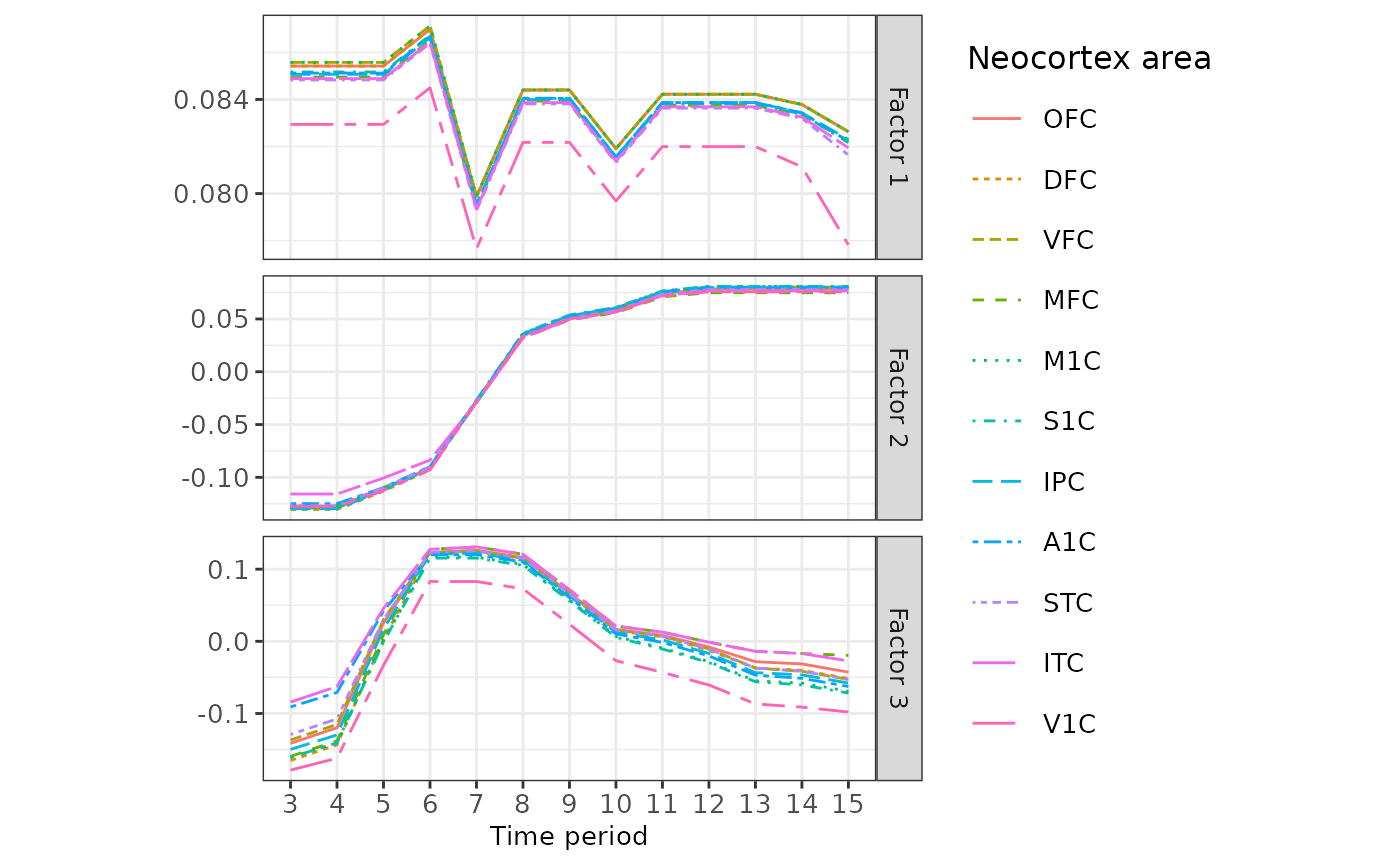 0.084
0.080
Factor 1
0.05
0.00
-0.05
-0.10
Factor 2
0.1
0.0
-0.1
Factor 3
3 4 5 6 7 8 9 10 11 12 13 14 15
Time period
Neocortex area
OFC
DFC
VFC
MFC
M1C
S1C
IPC
A1C
STC
ITC
V1C